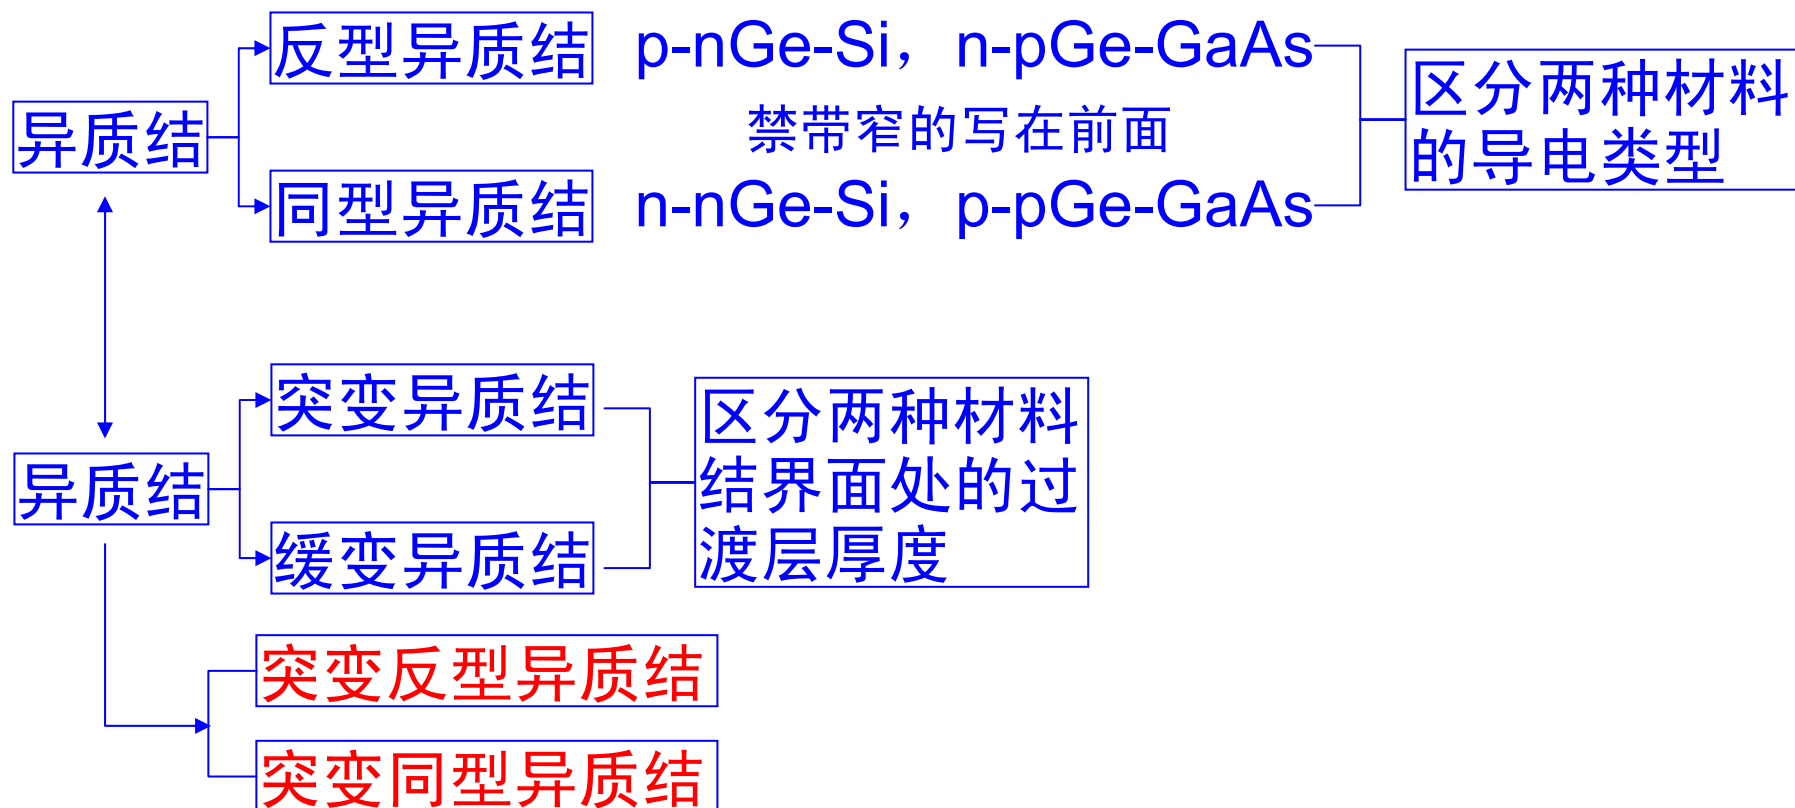 异质结
反型异质结
p-nGe-Si，n-pGe-GaAs
禁带窄的写在前面
同型异质结
n-nGe-Si，p-pGe-GaAs
区分两种材料
的导电类型
异质结
突变异质结
缓变异质结
区分两种材料
结界面处的过
渡层厚度
突变反型异质结
突变同型异质结